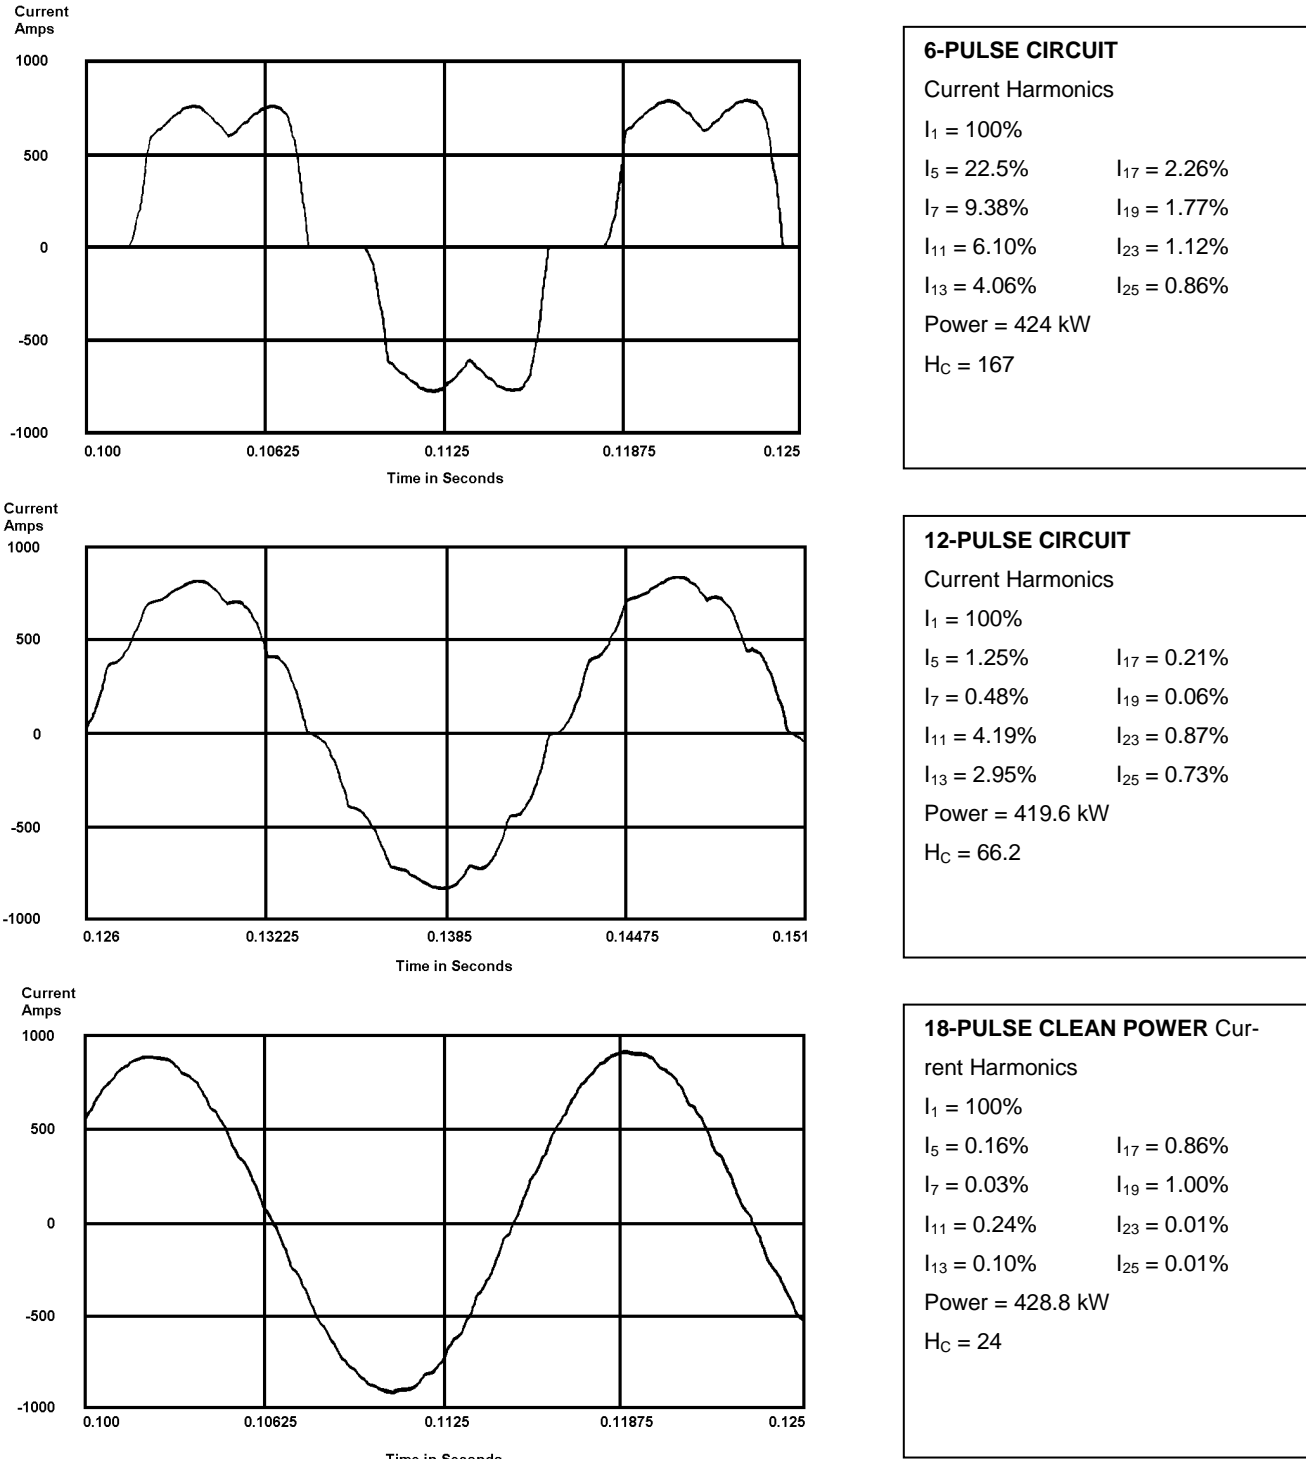 Current
Amps
1000
500
0
-500
-1000
0.100 0.10625 0.1125 0.11875 0.125
Time in Seconds
6-PULSE CIRCUIT
Current Harmonics
I₁ = 100%
I₅ = 22.5% I₁₇ = 2.26%
I₇ = 9.38% I₁₉ = 1.77%
I₁₁ = 6.10% I₂₃ = 1.12%
I₁₃ = 4.06% I₂₅ = 0.86%
Power = 424 kW
H_C = 167
Current
Amps
1000
500
0
-500
-1000
0.126 0.13225 0.1385 0.14475 0.151
Time in Seconds
12-PULSE CIRCUIT
Current Harmonics
I₁ = 100%
I₅ = 1.25% I₁₇ = 0.21%
I₇ = 0.48% I₁₉ = 0.06%
I₁₁ = 4.19% I₂₃ = 0.87%
I₁₃ = 2.95% I₂₅ = 0.73%
Power = 419.6 kW
H_C = 66.2
Current
Amps
1000
500
0
-500
-1000
0.100 0.10625 0.1125 0.11875 0.125
Time in Seconds
18-PULSE CLEAN POWER Cur-
rent Harmonics
I₁ = 100%
I₅ = 0.16% I₁₇ = 0.86%
I₇ = 0.03% I₁₉ = 1.00%
I₁₁ = 0.24% I₂₃ = 0.01%
I₁₃ = 0.10% I₂₅ = 0.01%
Power = 428.8 kW
H_C = 24